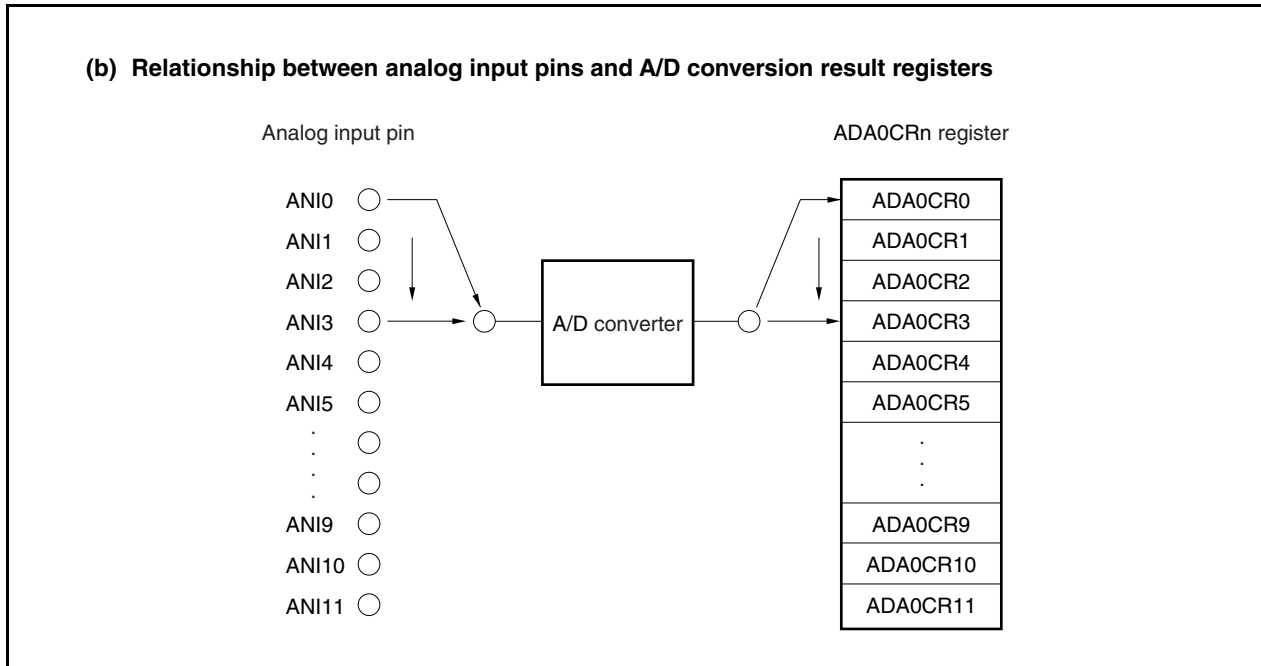 (b) Relationship between analog input pins and A/D conversion result registers
Analog input pin
ADA0CRn register
ANI0
ADA0CR0
ANI1
ADA0CR1
ANI2
ADA0CR2
ANI3
A/D converter
ADA0CR3
ANI4
ADA0CR4
ANI5
ADA0CR5
.
.
.
.
.
.
.
ANI9
ADA0CR9
ANI10
ADA0CR10
ANI11
ADA0CR11